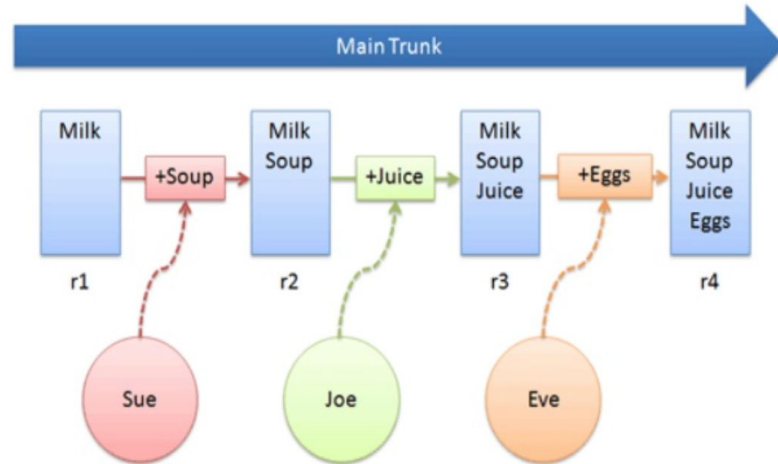 Main Trunk
Milk
+Soup
Milk
Soup
+Juice
Milk
Soup
Juice
+Eggs
Milk
Soup
Juice
Eggs
r1
r2
r3
r4
Sue
Joe
Eve